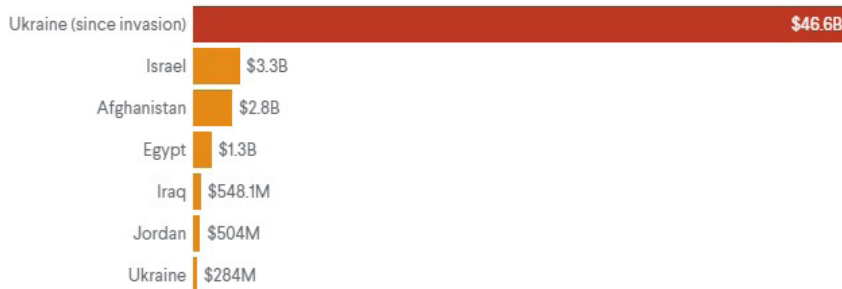 Ukraine (since invasion) $46.6B
Israel $3.3B
Afghanistan $2.8B
Egypt $1.3B
Iraq $548.1M
Jordan $504M
Ukraine $284M